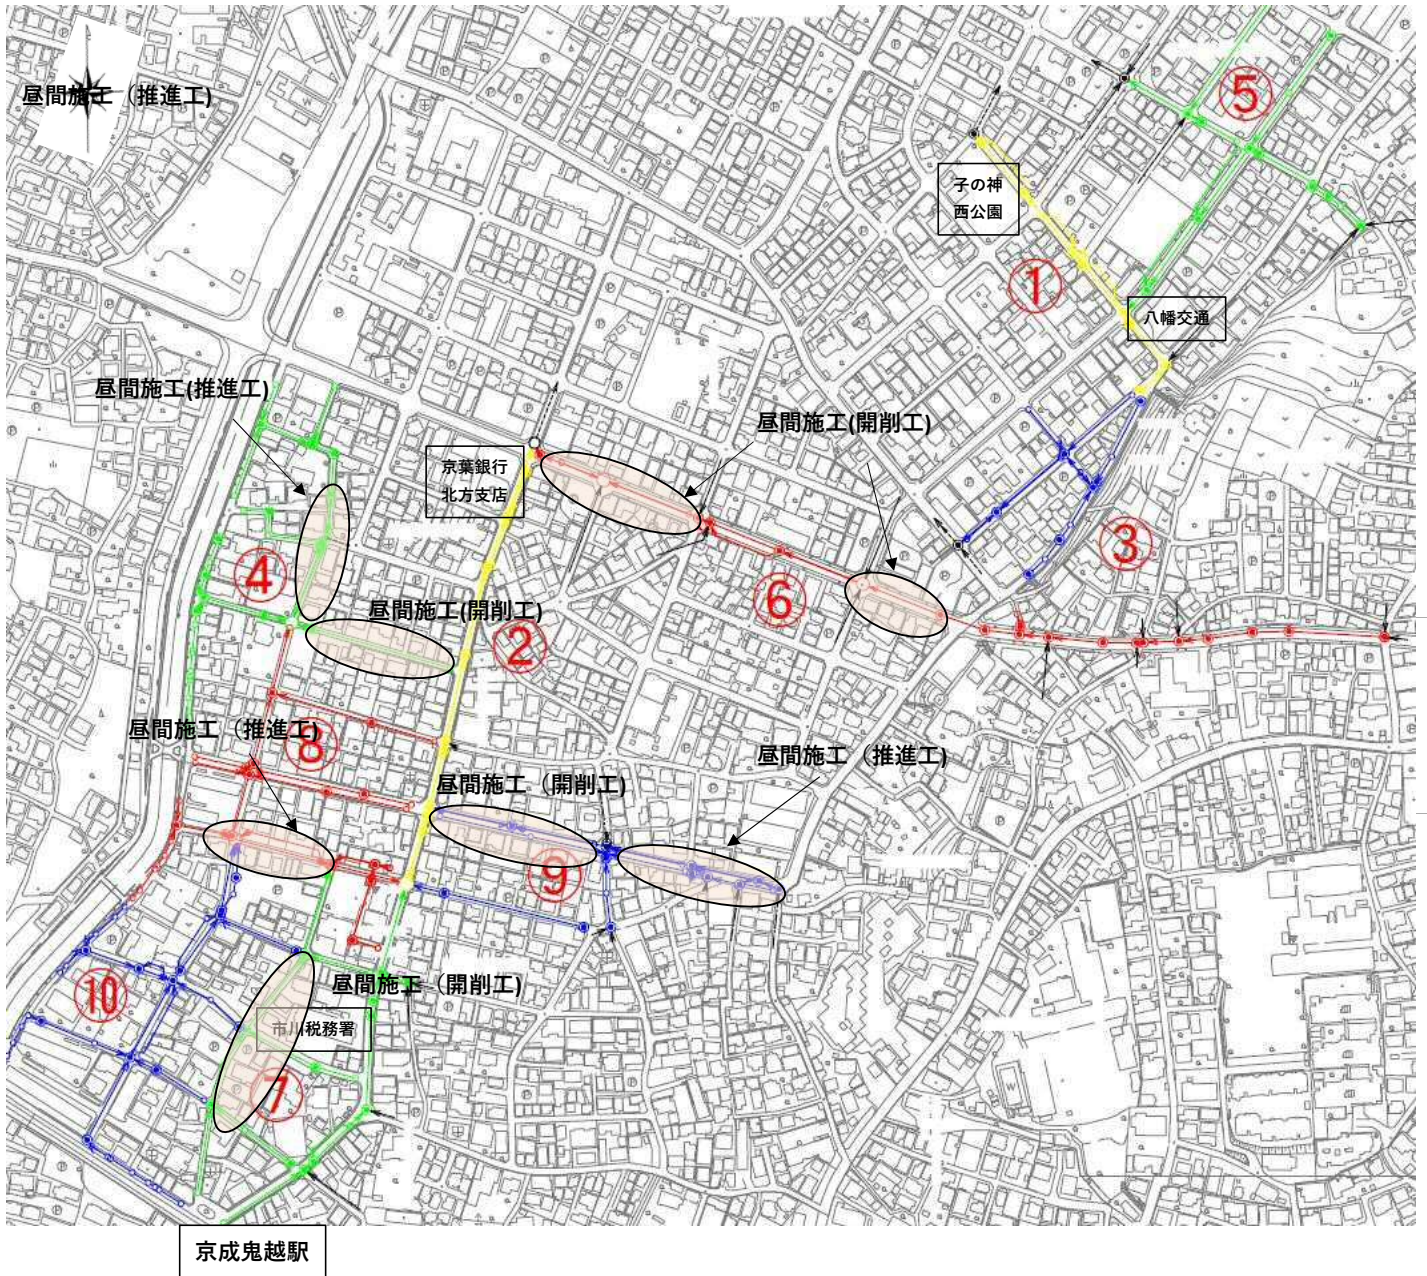 昼間施工（推進工)
⑤
子の神
西公園
①
八幡交通
昼間施工(推進工)
昼間施工(開削工)
京葉銀行
北方支店
③
④
⑥
昼間施工(開削工)
②
昼間施工（推進工)
⑧
昼間施工（推進工)
昼間施工（開削工)
⑨
昼間施工（開削工)
⑩
市川税務署
⑦
京成鬼越駅